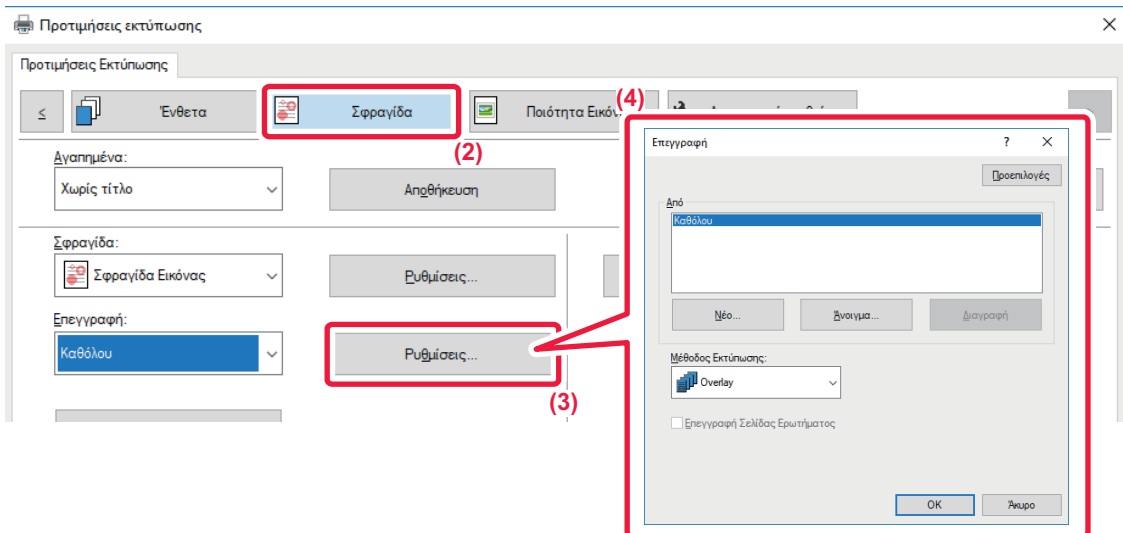 Προτιμήσεις εκτύπωσης
Προτιμήσεις Εκτύπωσης
< Ένθετα Σφραγίδα Ποιότητα
(4)
(2)
Αγαπημένα:
Χωρίς τίτλο Αποθήκευση
Σφραγίδα:
Σφραγίδα Εικόνας Ρυθμίσεις...
Επεγγραφή:
Καθόλου Ρυθμίσεις...
(3)
Επεγγραφή ? X
Προεπιλογές
Από
Καθόλου
Νέο... Άνοιγμα... Διαγραφή
Μέθοδος Εκτύπωσης:
Overlay
Επεγγραφή Σελίδας Ερωτήματος
OK Άκυρο